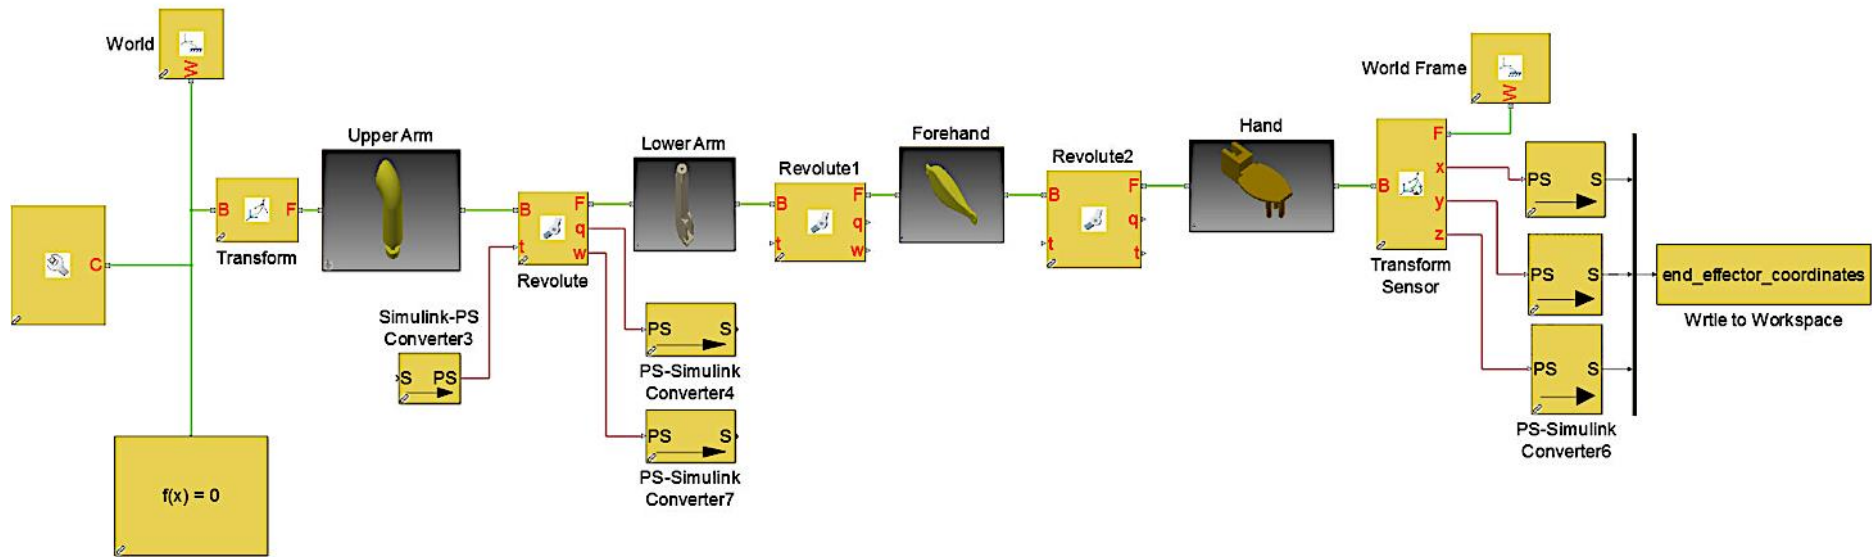 World
W
World Frame
W
Upper Arm
Lower Arm
Forehand
Hand
Revolute1
Revolute2
C
B
F
Transform
B
F
q
t
w
Revolute
B
F
q
t
w
B
F
q
t
t
B
F
x
y
z
Transform
Sensor
PS
S
PS
S
PS
S
PS-Simulink
Converter6
end_effector_coordinates
Wrtie to Workspace
Simulink-PS
Converter3
S
PS
PS
S
PS-Simulink
Converter4
PS
S
PS-Simulink
Converter7
f(x) = 0